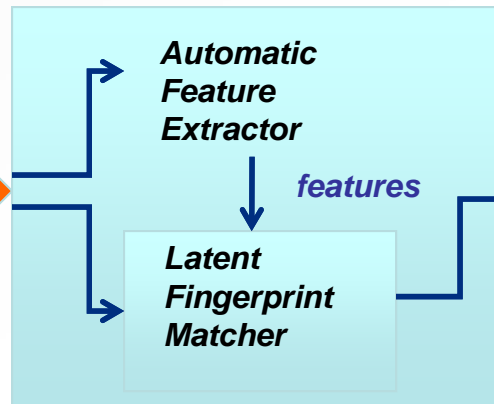 Automatic
Feature
Extractor
features
Latent
Fingerprint
Matcher